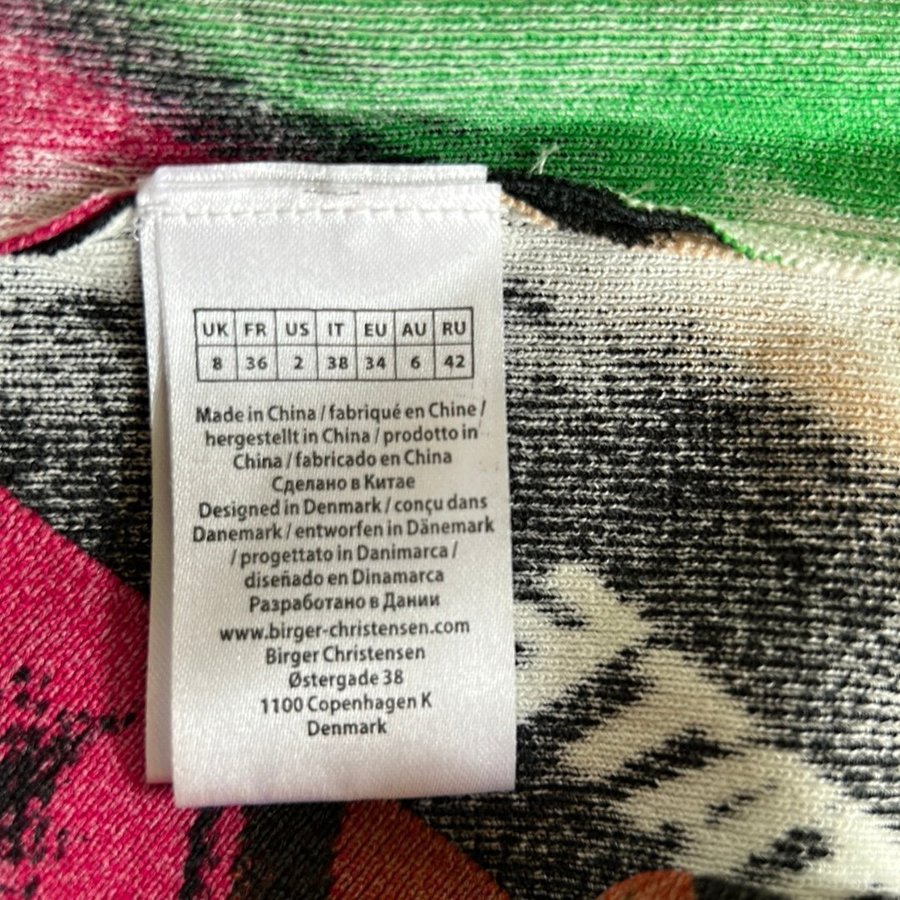 UK FR US IT EU AU RU
8 36 2 38 34 6 42
Made in China / fabriqué en Chine /
hergestellt in China / prodotto in
China / fabricado en China
Сделано в Китае
Designed in Denmark / conçu dans
Danemark / entworfen in Dänemark
/ progettato in Danimarca /
diseñado en Dinamarca
Разработано в Дании
www.birger-christensen.com
Birger Christensen
Østergade 38
1100 Copenhagen K
Denmark